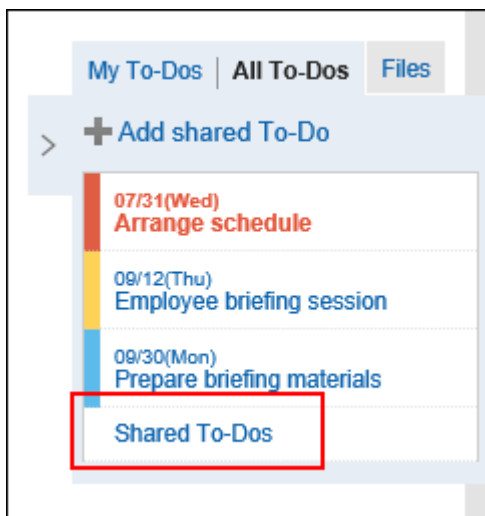 My To-Dos | All To-Dos Files
Add shared To-Do
07/31(Wed)
Arrange schedule
09/12(Thu)
Employee briefing session
09/30(Mon)
Prepare briefing materials
Shared To-Dos